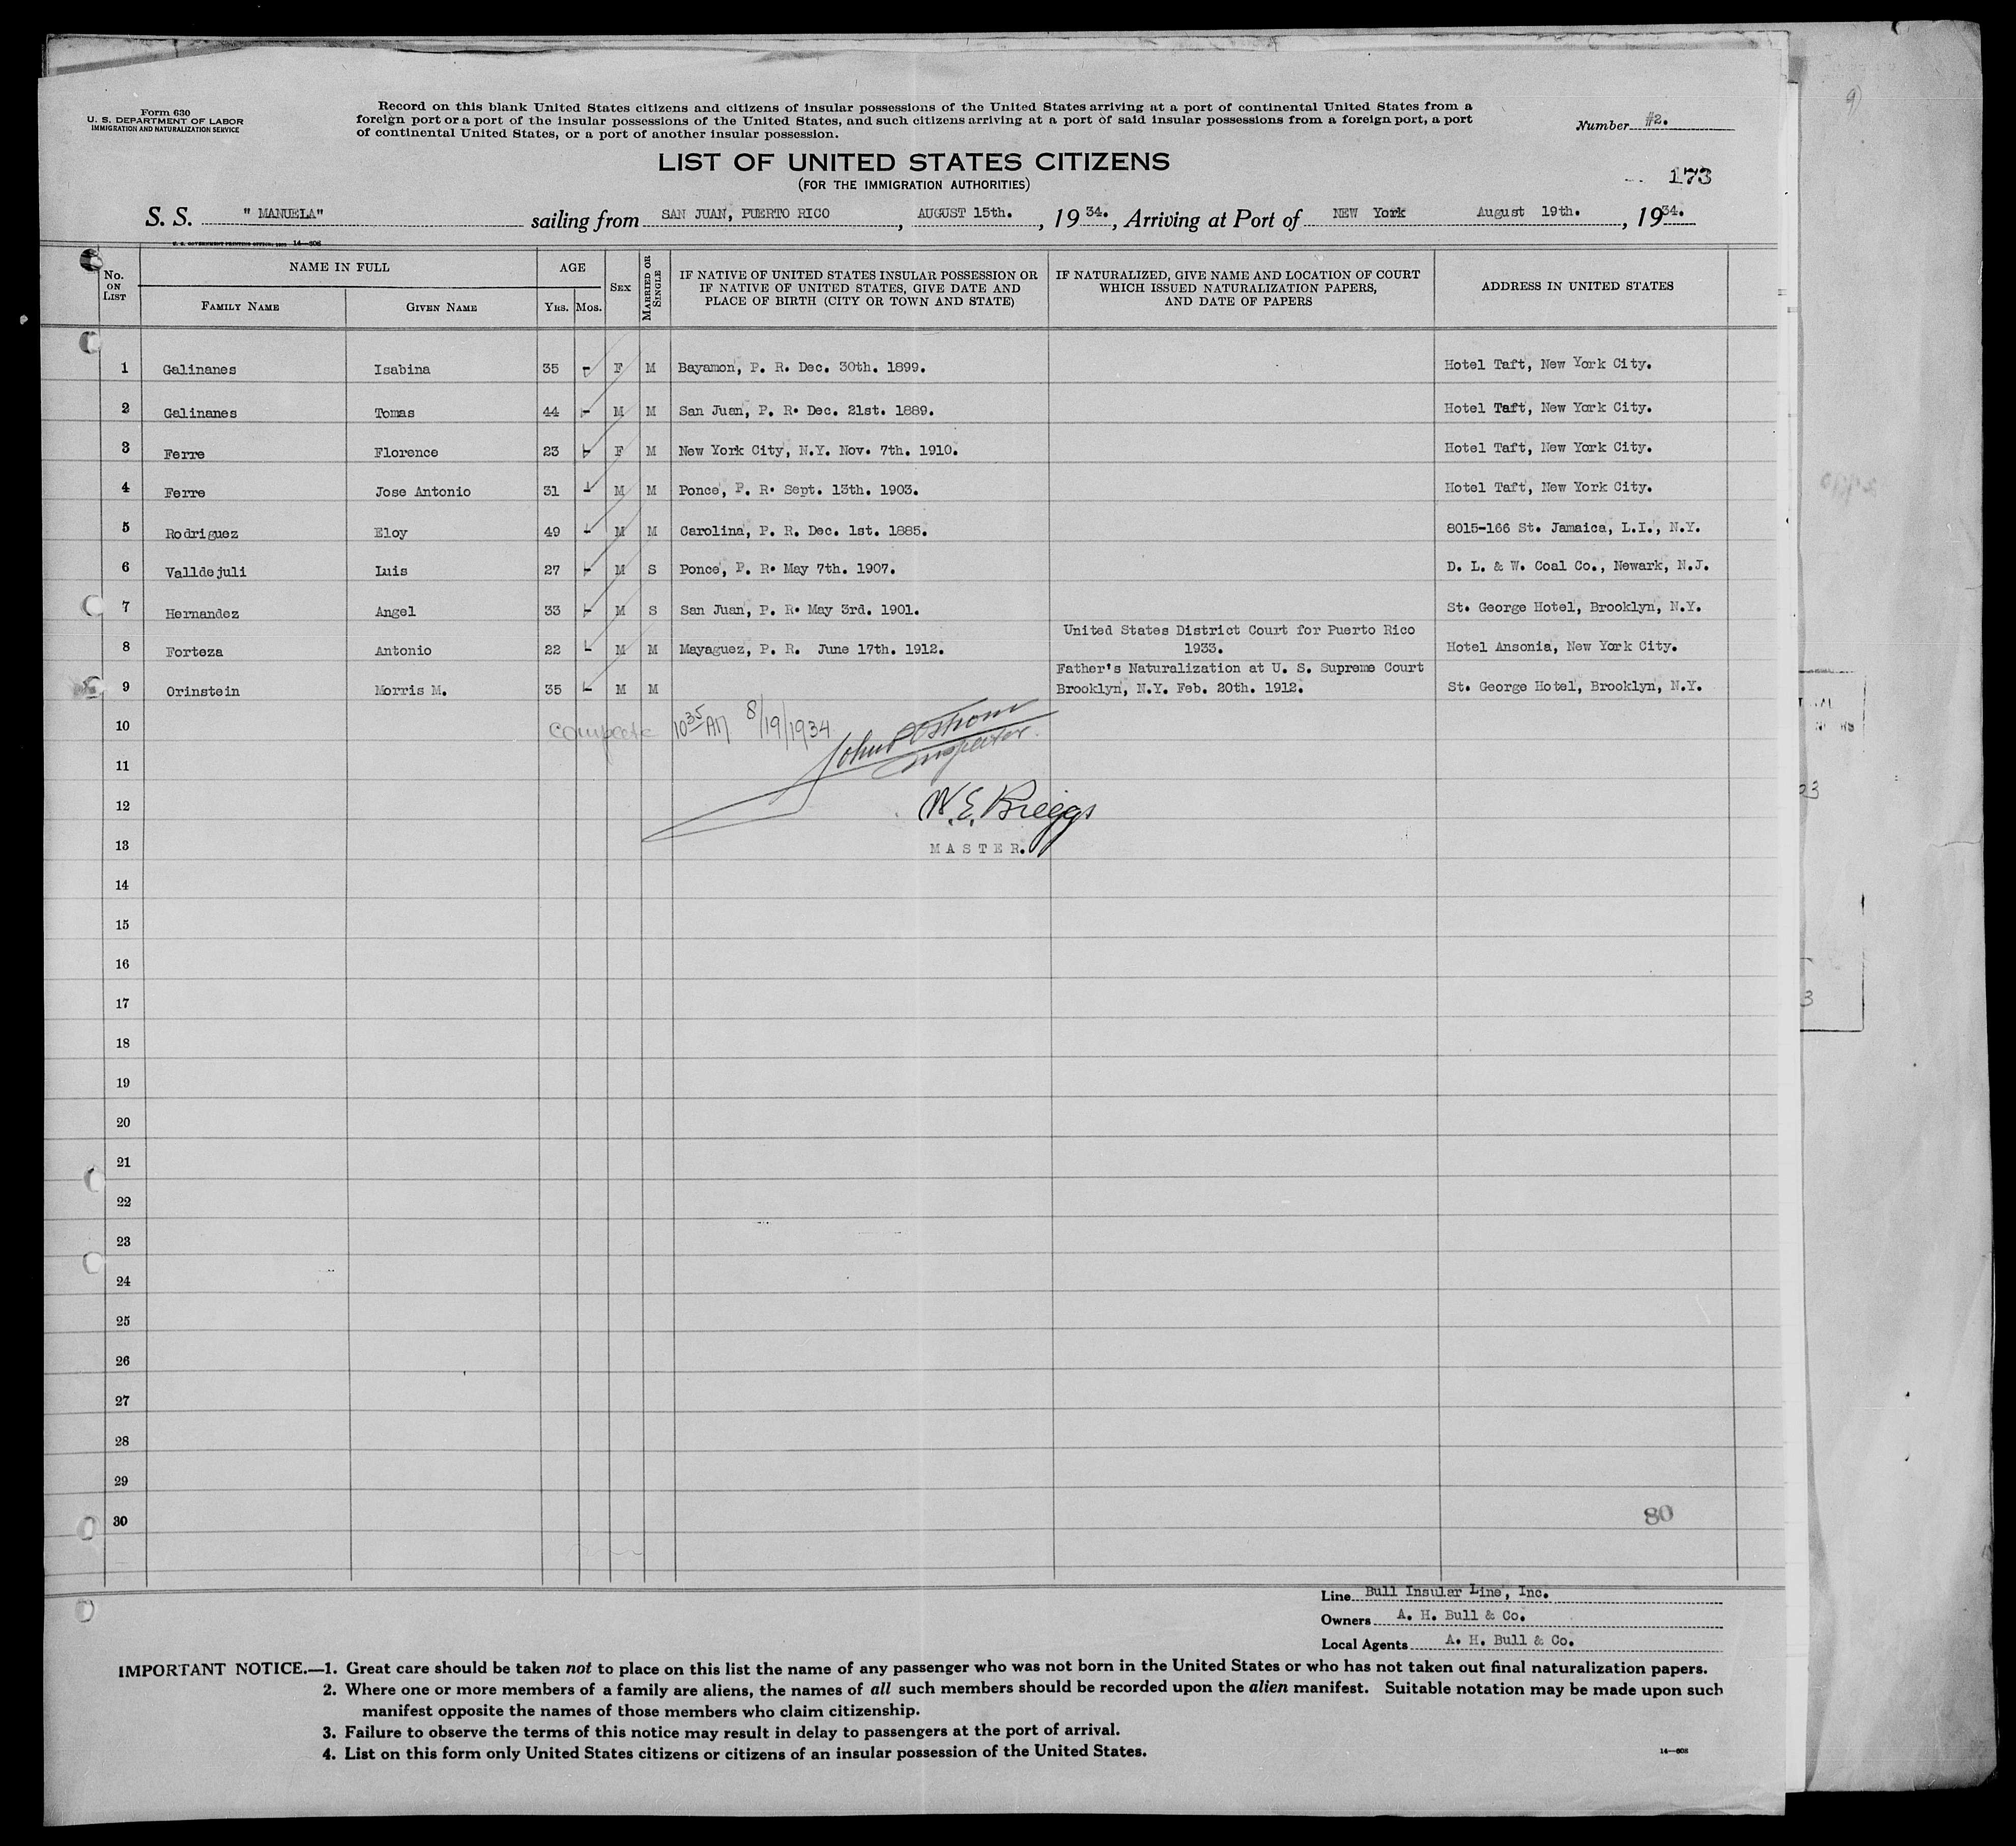 Form 630
U. S. DEPARTMENT OF LABOR
IMMIGRATION AND NATURALIZATION SERVICE
Record on this blank United States citizens and citizens of insular possessions of the United States arriving at a port of continental United States from a
foreign port or a port of the insular possessions of the United States, and such citizens arriving at a port of said insular possessions from a foreign port, a port
of continental United States, or a port of another insular possession.
Number #2.
LIST OF UNITED STATES CITIZENS
(FOR THE IMMIGRATION AUTHORITIES)
173
S. S. " MANUELA" sailing from SAN JUAN, PUERTO RICO, AUGUST 15th., 1934., Arriving at Port of NEW York August 19th., 1934.
U. S. GOVERNMENT PRINTING OFFICE: 14—608
No. ON LIST
NAME IN FULL
FAMILY NAME GIVEN NAME
AGE
YRS. MOS.
SEX
MARRIED OR SINGLE
IF NATIVE OF UNITED STATES INSULAR POSSESSION OR
IF NATIVE OF UNITED STATES, GIVE DATE AND
PLACE OF BIRTH (CITY OR TOWN AND STATE)
IF NATURALIZED, GIVE NAME AND LOCATION OF COURT
WHICH ISSUED NATURALIZATION PAPERS,
AND DATE OF PAPERS
ADDRESS IN UNITED STATES
1 Galinanes Isabina 35 - F M Bayamon, P. R. Dec. 30th. 1899. Hotel Taft, New York City.
2 Galinanes Tomas 44 - M M San Juan, P. R. Dec. 21st. 1889. Hotel Taft, New York City.
3 Ferre Florence 23 - F M New York City, N.Y. Nov. 7th. 1910. Hotel Taft, New York City.
4 Ferre Jose Antonio 31 - M M Ponce, P. R. Sept. 13th. 1903. Hotel Taft, New York City.
5 Rodriguez Eloy 49 - M M Carolina, P. R. Dec. 1st. 1885. 8015-166 St. Jamaica, L.I., N.Y.
6 Valldejuli Luis 27 - M S Ponce, P. R. May 7th. 1907. D. L. & W. Coal Co., Newark, N.J.
7 Hernandez Angel 33 - M S San Juan, P. R. May 3rd. 1901. St. George Hotel, Brooklyn, N.Y.
United States District Court for Puerto Rico
8 Forteza Antonio 22 - M M Mayaguez, P. R. June 17th. 1912. 1933. Hotel Ansonia, New York City.
Father's Naturalization at U. S. Supreme Court
9 Orinstein Morris M. 35 - M M Brooklyn, N.Y. Feb. 20th. 1912. St. George Hotel, Brooklyn, N.Y.
10 complete 10 35 AM 8/19/1934
John P Ostrom
11 Inspector.
12 W. E. Briggs
13 MASTER.
14
15
16
17
18
19
20
21
22
23
24
25
26
27
28
29
30
80
Line Bull Insular Line, Inc.
Owners A. H. Bull & Co.
Local Agents A. H. Bull & Co.
IMPORTANT NOTICE.—1. Great care should be taken not to place on this list the name of any passenger who was not born in the United States or who has not taken out final naturalization papers.
2. Where one or more members of a family are aliens, the names of all such members should be recorded upon the alien manifest. Suitable notation may be made upon such
manifest opposite the names of those members who claim citizenship.
3. Failure to observe the terms of this notice may result in delay to passengers at the port of arrival.
4. List on this form only United States citizens or citizens of an insular possession of the United States.
14—608